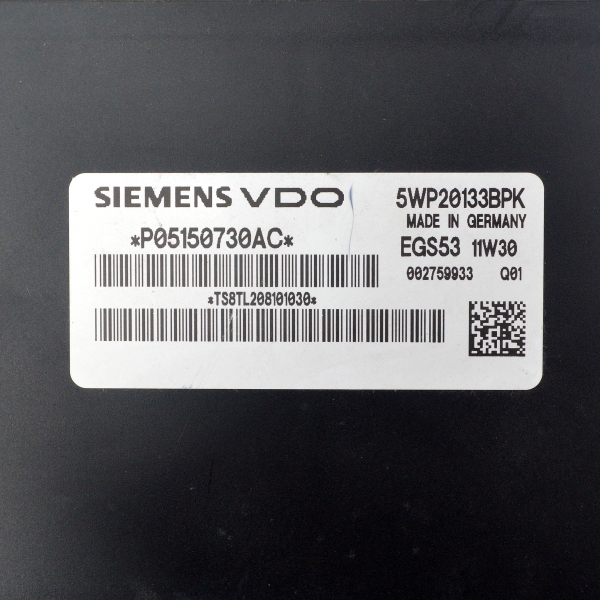 SIEMENS VDO
5WP20133BPK
MADE IN GERMANY
*P05150730AC*
EGS53 11W30
002759933 Q01
*TS8TL208101030*